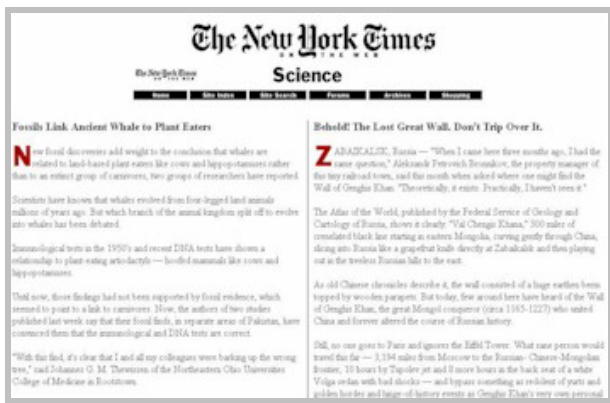 The New York Times
ON THE WEB
The New York Times
ON THE WEB
Science
Home Site Index Site Search Forums Archives Shopping
Fossils Link Ancient Whale to Plant Eaters
New fossil discoveries add weight to the conclusion that whales are
related to land-based plant eaters like cows and hippopotamuses rather
than to an extinct group of carnivores, two groups of researchers have reported.
Scientists have known that whales evolved from four-legged land animals
millions of years ago. But which branch of the animal kingdom split off to evolve
into whales has been debated.
Immunological tests in the 1950's and recent DNA tests have shown a
relationship to plant-eating artiodactyls — hoofed mammals like cows and
hippopotamuses.
Until now, those findings had not been supported by fossil evidence, which
seemed to point to a link to carnivores. Now, the authors of two studies
published last week say that their fossil finds, in separate areas of Pakistan, have
convinced them that the immunological and DNA tests are correct.
"With this find, it's clear that I and all my colleagues were barking up the wrong
tree," said Johannes G. M. Thewissen of the Northeastern Ohio Universities
College of Medicine in Rootstown.
Behold! The Lost Great Wall. Don't Trip Over It.
ZABAIKALSK, Russia — "When I came here three months ago, I had the
same question," Aleksandr Petrovich Bronnikov, the property manager of
this tiny railroad town, said this month when asked where one might find the
Wall of Genghis Khan. "Theoretically, it exists. Practically, I haven't seen it."
The Atlas of the World, published by the Federal Service of Geology and
Cartology of Russia, shows it clearly: "Val Chengis Khana," 500 miles of
crenelated black line starting in eastern Mongolia, curving gently through China,
slicing into Russia like a grapefruit knife directly at Zabaikalsk and then playing
out in the treeless Russian hills to the east.
As old Chinese chronicles describe it, the wall consisted of a huge earthen berm
topped by wooden parapets. But today, few around here have heard of the Wall
of Genghis Khan, the great Mongol conqueror (circa 1165-1227) who united
China and forever altered the course of Russian history.
Still, no one goes to Paris and ignores the Eiffel Tower. What sane person would
travel this far — 3,194 miles from Moscow to the Russian-Chinese-Mongolian
frontier, 10 hours by Tupolev jet and 8 more hours in the back seat of a white
Volga sedan with bad shocks — and bypass something as redolent of yurts and
golden hordes and hinge-of-history events as Genghis Khan's very own personal